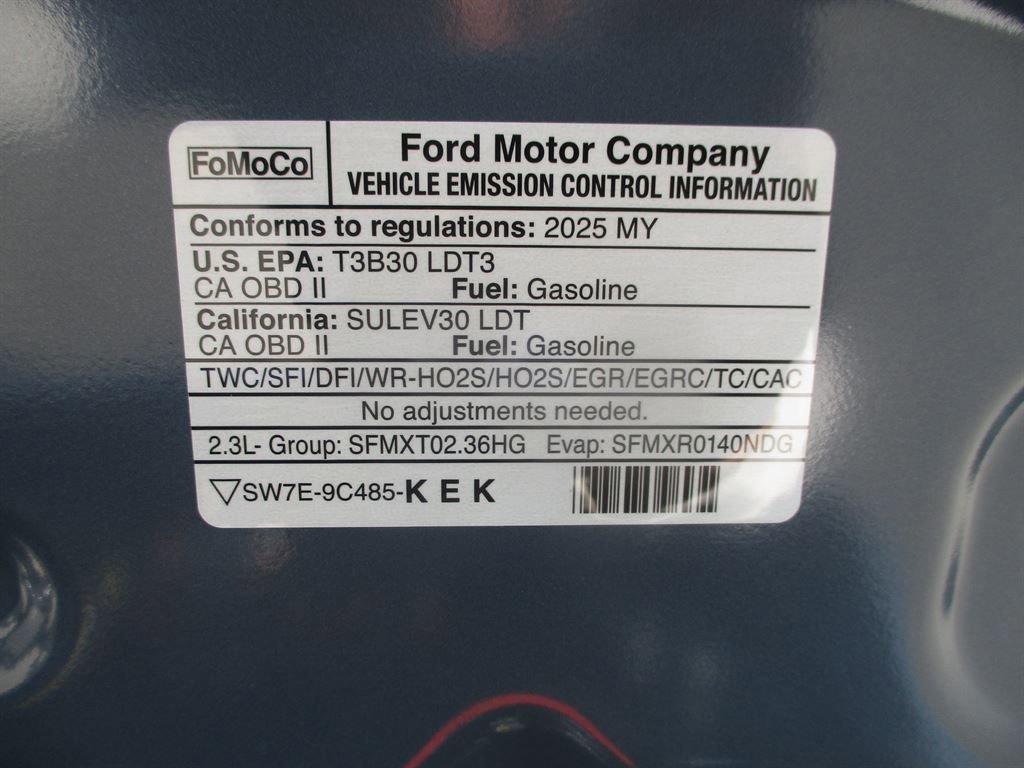 FoMoCo
Ford Motor Company
VEHICLE EMISSION CONTROL INFORMATION
Conforms to regulations: 2025 MY
U.S. EPA: T3B30 LDT3
CA OBD II Fuel: Gasoline
California: SULEV30 LDT
CA OBD II Fuel: Gasoline
TWC/SFI/DFI/WR-HO2S/HO2S/EGR/EGRC/TC/CAC
No adjustments needed.
2.3L- Group: SFMXT02.36HG Evap: SFMXR0140NDG
SW7E-9C485-K E K